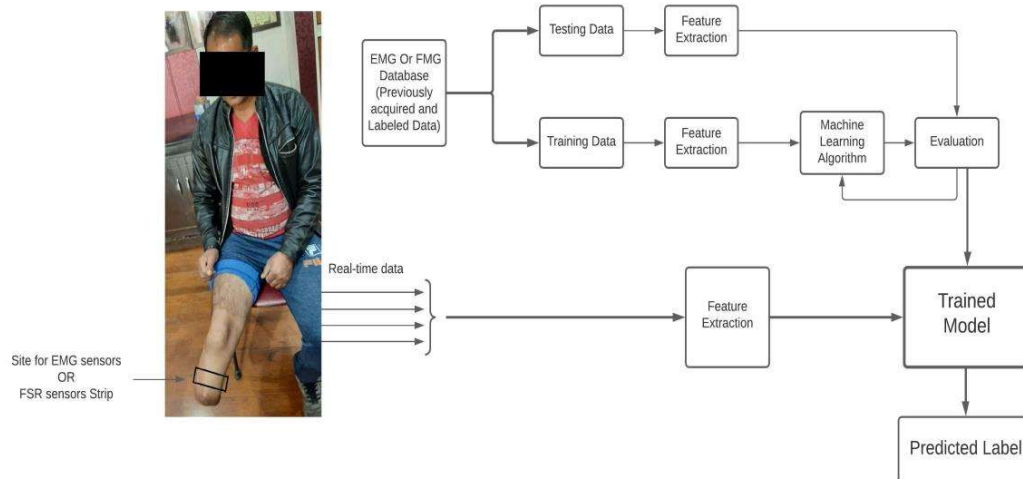 Testing Data
Feature
Extraction
EMG Or FMG
Database
(Previously
acquired and
Labeled Data)
Training Data
Feature
Extraction
Machine
Learning
Algorithm
Evaluation
Real-time data
Feature
Extraction
Trained
Model
Site for EMG sensors
OR
FSR sensors Strip
Predicted Label